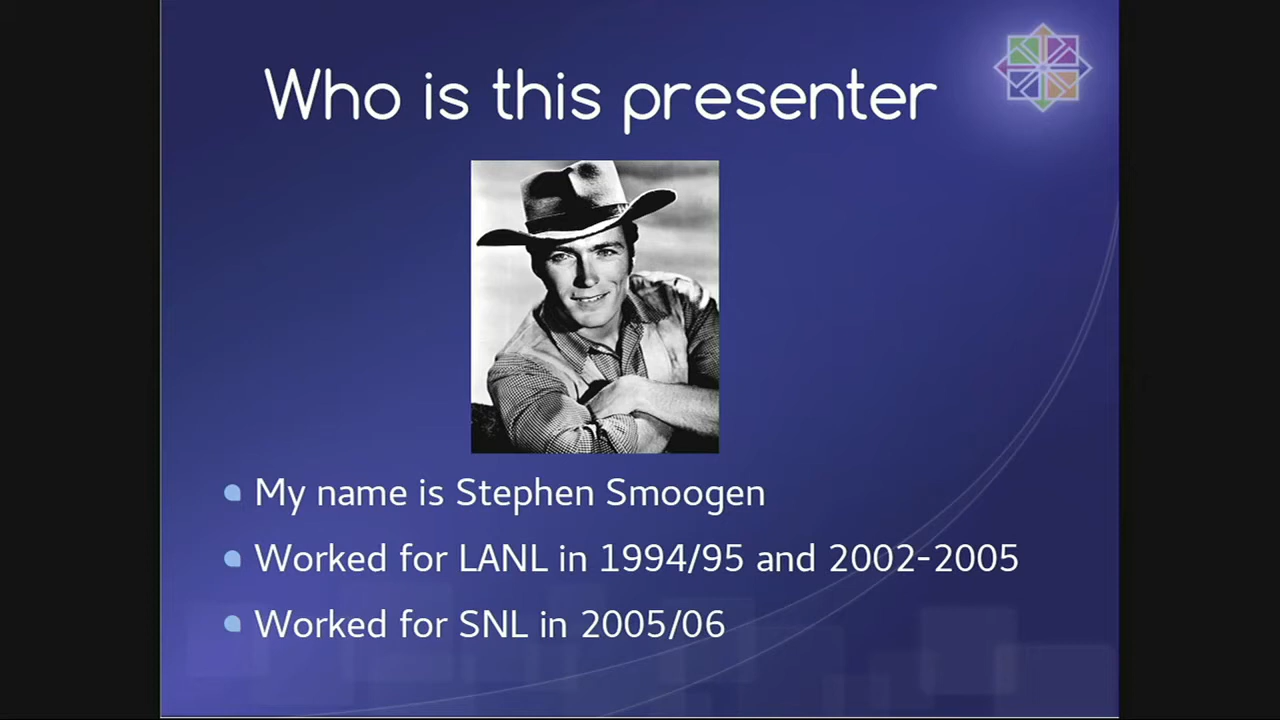 Who is this presenter
My name is Stephen Smoogen
Worked for LANL in 1994/95 and 2002-2005
Worked for SNL in 2005/06